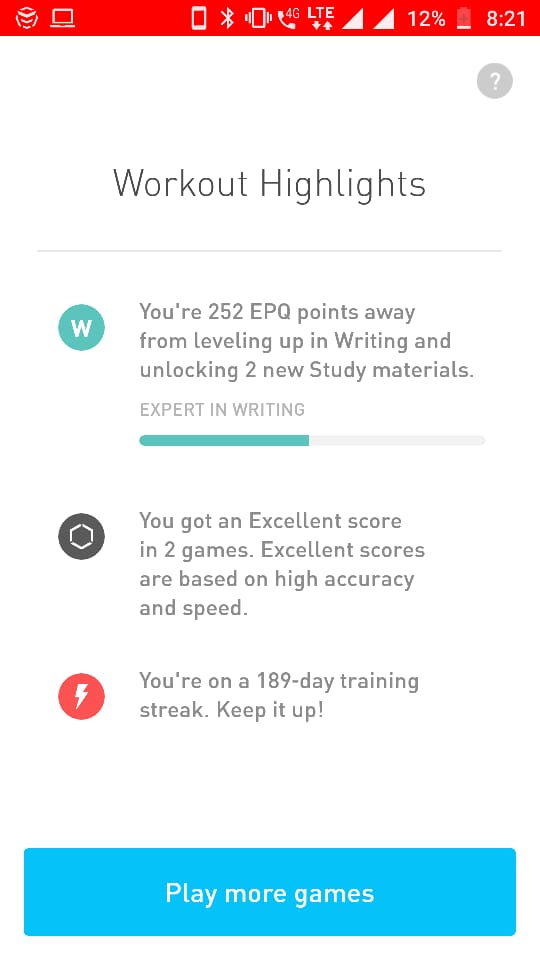 4G LTE 12% 8:21
?
Workout Highlights
W
You're 252 EPQ points away
from leveling up in Writing and
unlocking 2 new Study materials.
EXPERT IN WRITING
You got an Excellent score
in 2 games. Excellent scores
are based on high accuracy
and speed.
You're on a 189-day training
streak. Keep it up!
Play more games